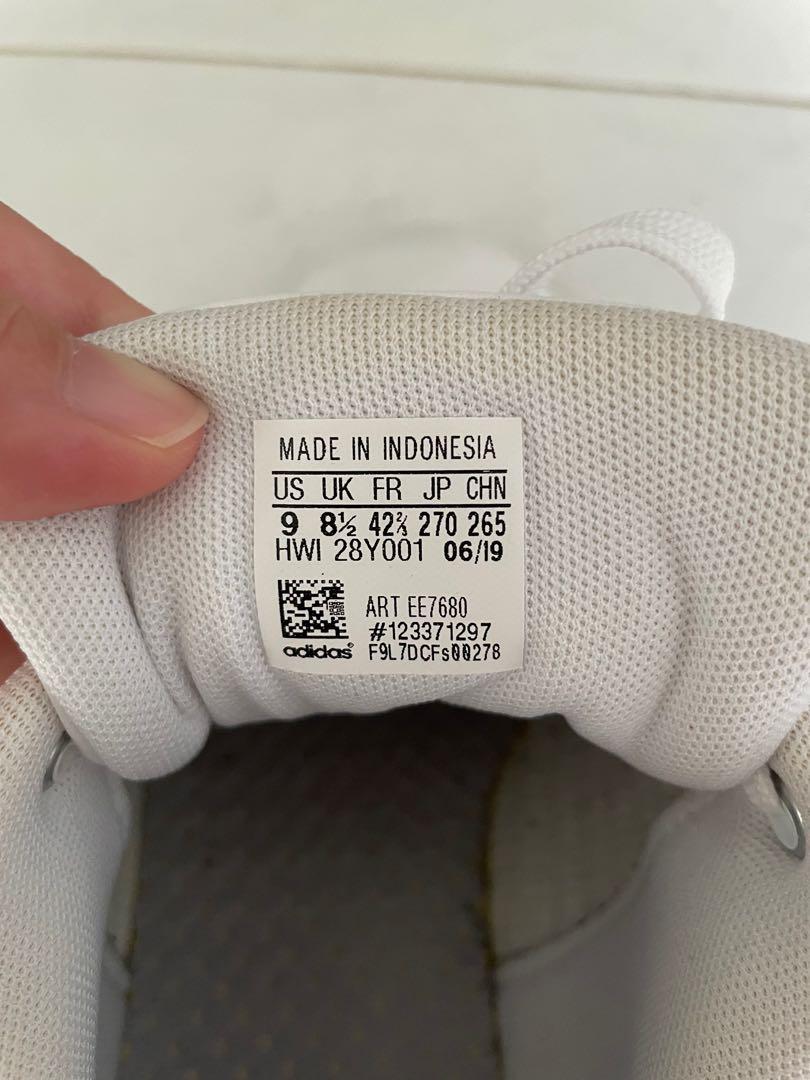 MADE IN INDONESIA
US UK FR JP CHN
9 8½ 42⅔ 270 265
HWI 28Y001 06/19
ART EE7680
#123371297
adidas® F9L7DCFs00278